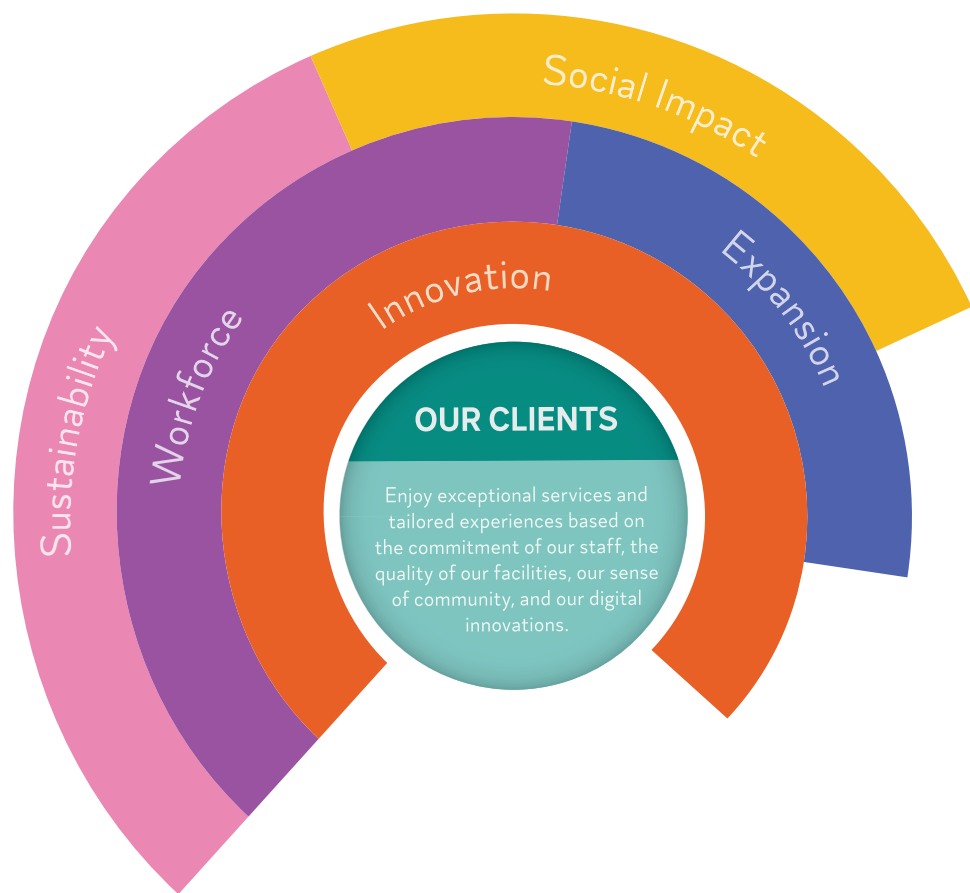 Social Impact
Expansion
Innovation
Workforce
Sustainability
OUR CLIENTS
Enjoy exceptional services and
tailored experiences based on
the commitment of our staff, the
quality of our facilities, our sense
of community, and our digital
innovations.